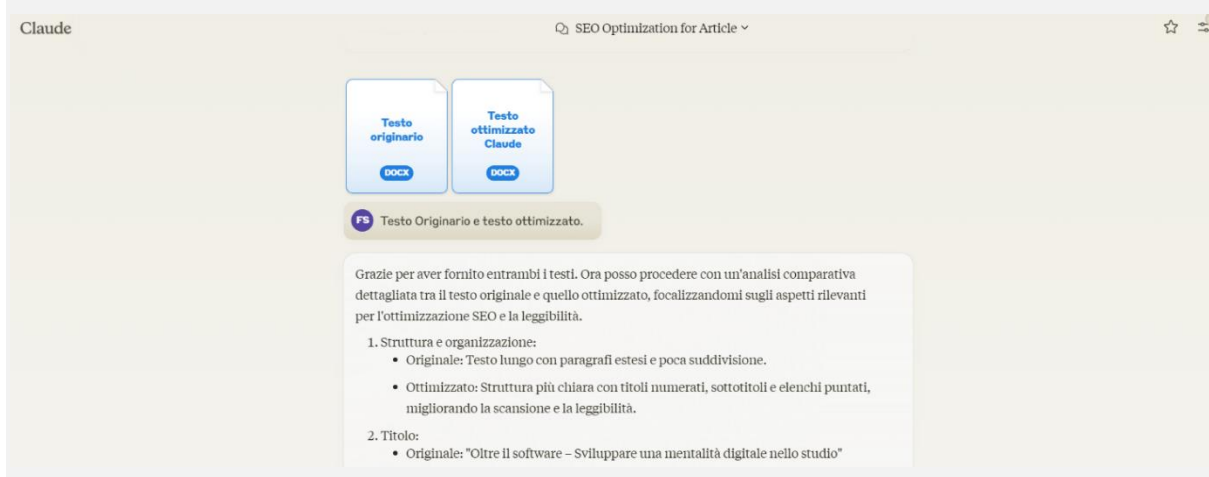 Claude
SEO Optimization for Article
Testo
originario
DOCX
Testo
ottimizzato
Claude
DOCX
FS Testo Originario e testo ottimizzato.
Grazie per aver fornito entrambi i testi. Ora posso procedere con un'analisi comparativa
dettagliata tra il testo originale e quello ottimizzato, focalizzandomi sugli aspetti rilevanti
per l'ottimizzazione SEO e la leggibilità.
1. Struttura e organizzazione:
• Originale: Testo lungo con paragrafi estesi e poca suddivisione.
• Ottimizzato: Struttura più chiara con titoli numerati, sottotitoli e elenchi puntati,
migliorando la scansione e la leggibilità.
2. Titolo:
• Originale: "Oltre il software – Sviluppare una mentalità digitale nello studio"